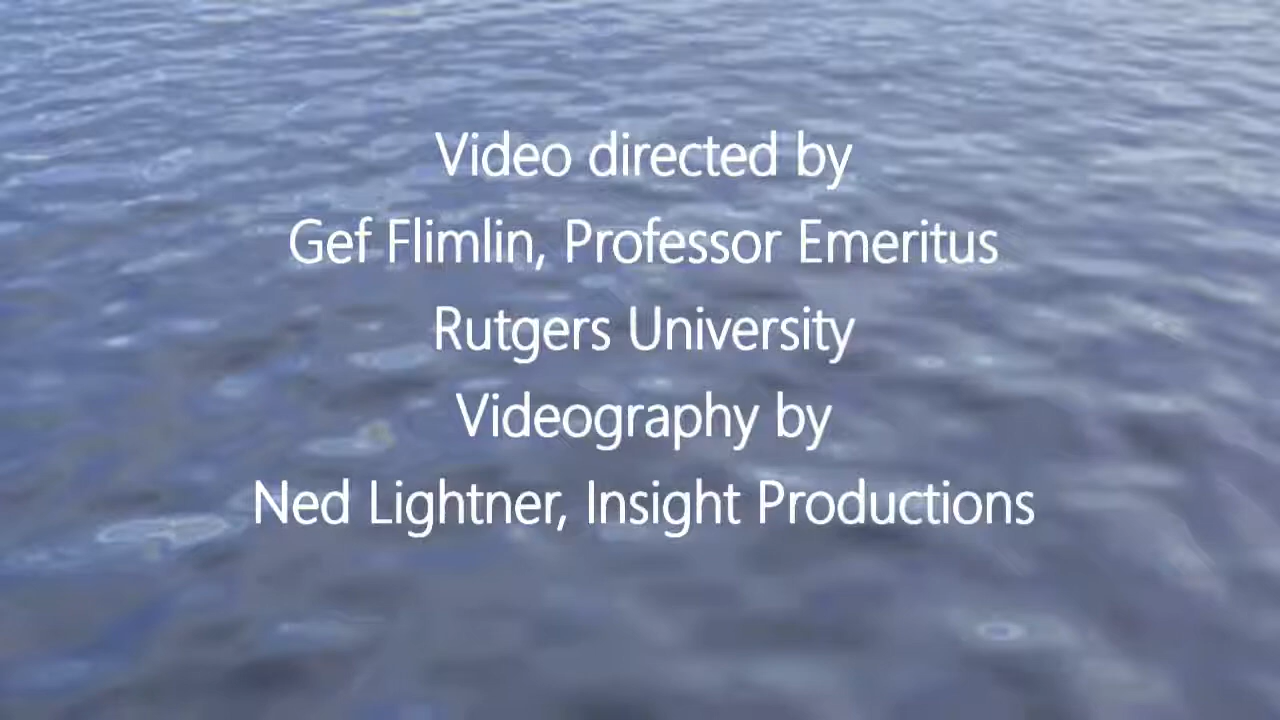 Video directed by
Gef Flimlin, Professor Emeritus
Rutgers University
Videography by
Ned Lightner, Insight Productions